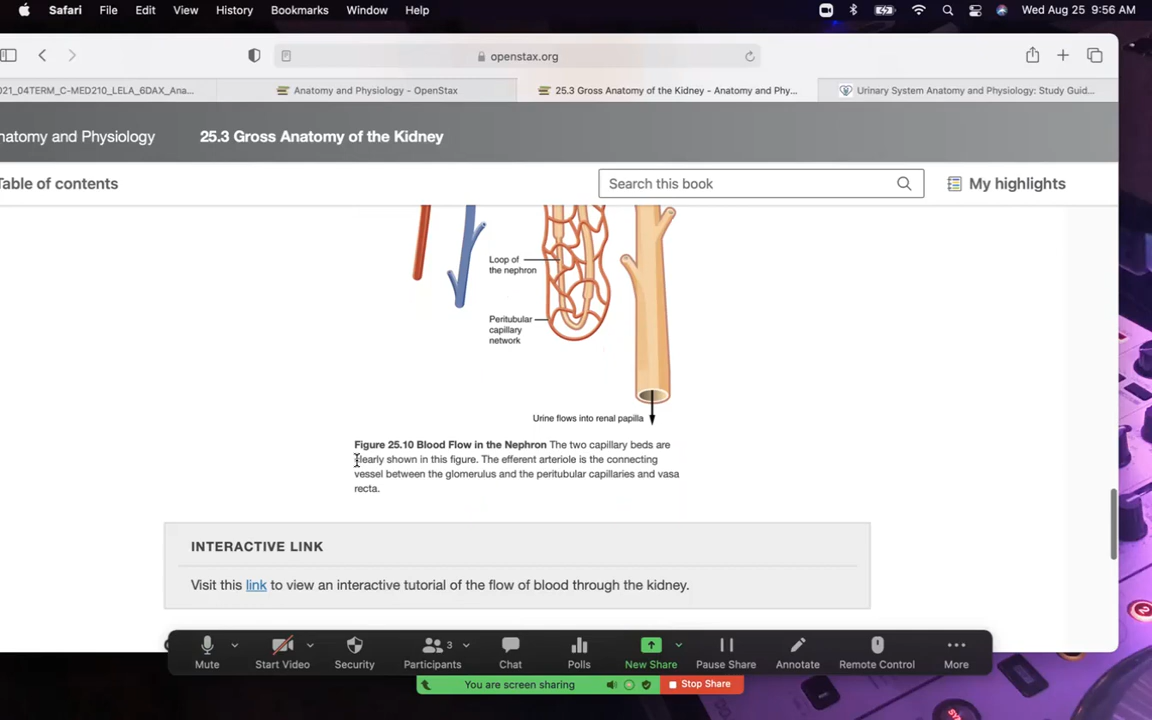 Safari File Edit View History Bookmarks Window Help Wed Aug 25 9:56 AM
openstax.org
021_04TERM_C-MED210_LELA_6DAX_Ana... Anatomy and Physiology - OpenStax 25.3 Gross Anatomy of the Kidney - Anatomy and Phy... Urinary System Anatomy and Physiology: Study Guid...
natomy and Physiology 25.3 Gross Anatomy of the Kidney
Table of contents Search this book My highlights
Loop of
the nephron
Peritubular
capillary
network
Urine flows into renal papilla
Figure 25.10 Blood Flow in the Nephron The two capillary beds are
clearly shown in this figure. The efferent arteriole is the connecting
vessel between the glomerulus and the peritubular capillaries and vasa
recta.
INTERACTIVE LINK
Visit this link to view an interactive tutorial of the flow of blood through the kidney.
3
Mute Start Video Security Participants Chat Polls New Share Pause Share Annotate Remote Control More
You are screen sharing Stop Share